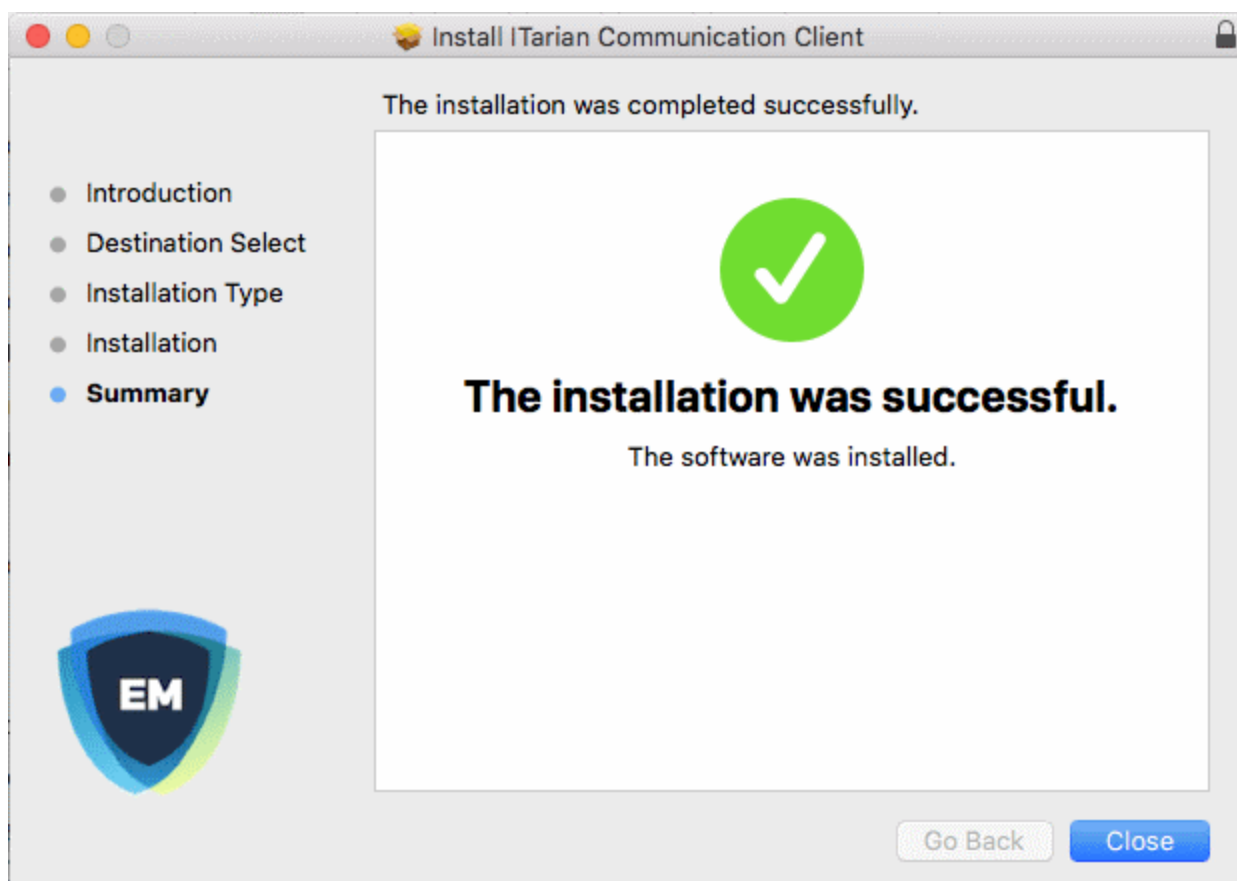 Install ITarian Communication Client
The installation was completed successfully.
Introduction
Destination Select
Installation Type
Installation
Summary
The installation was successful.
The software was installed.
EM
Go Back
Close